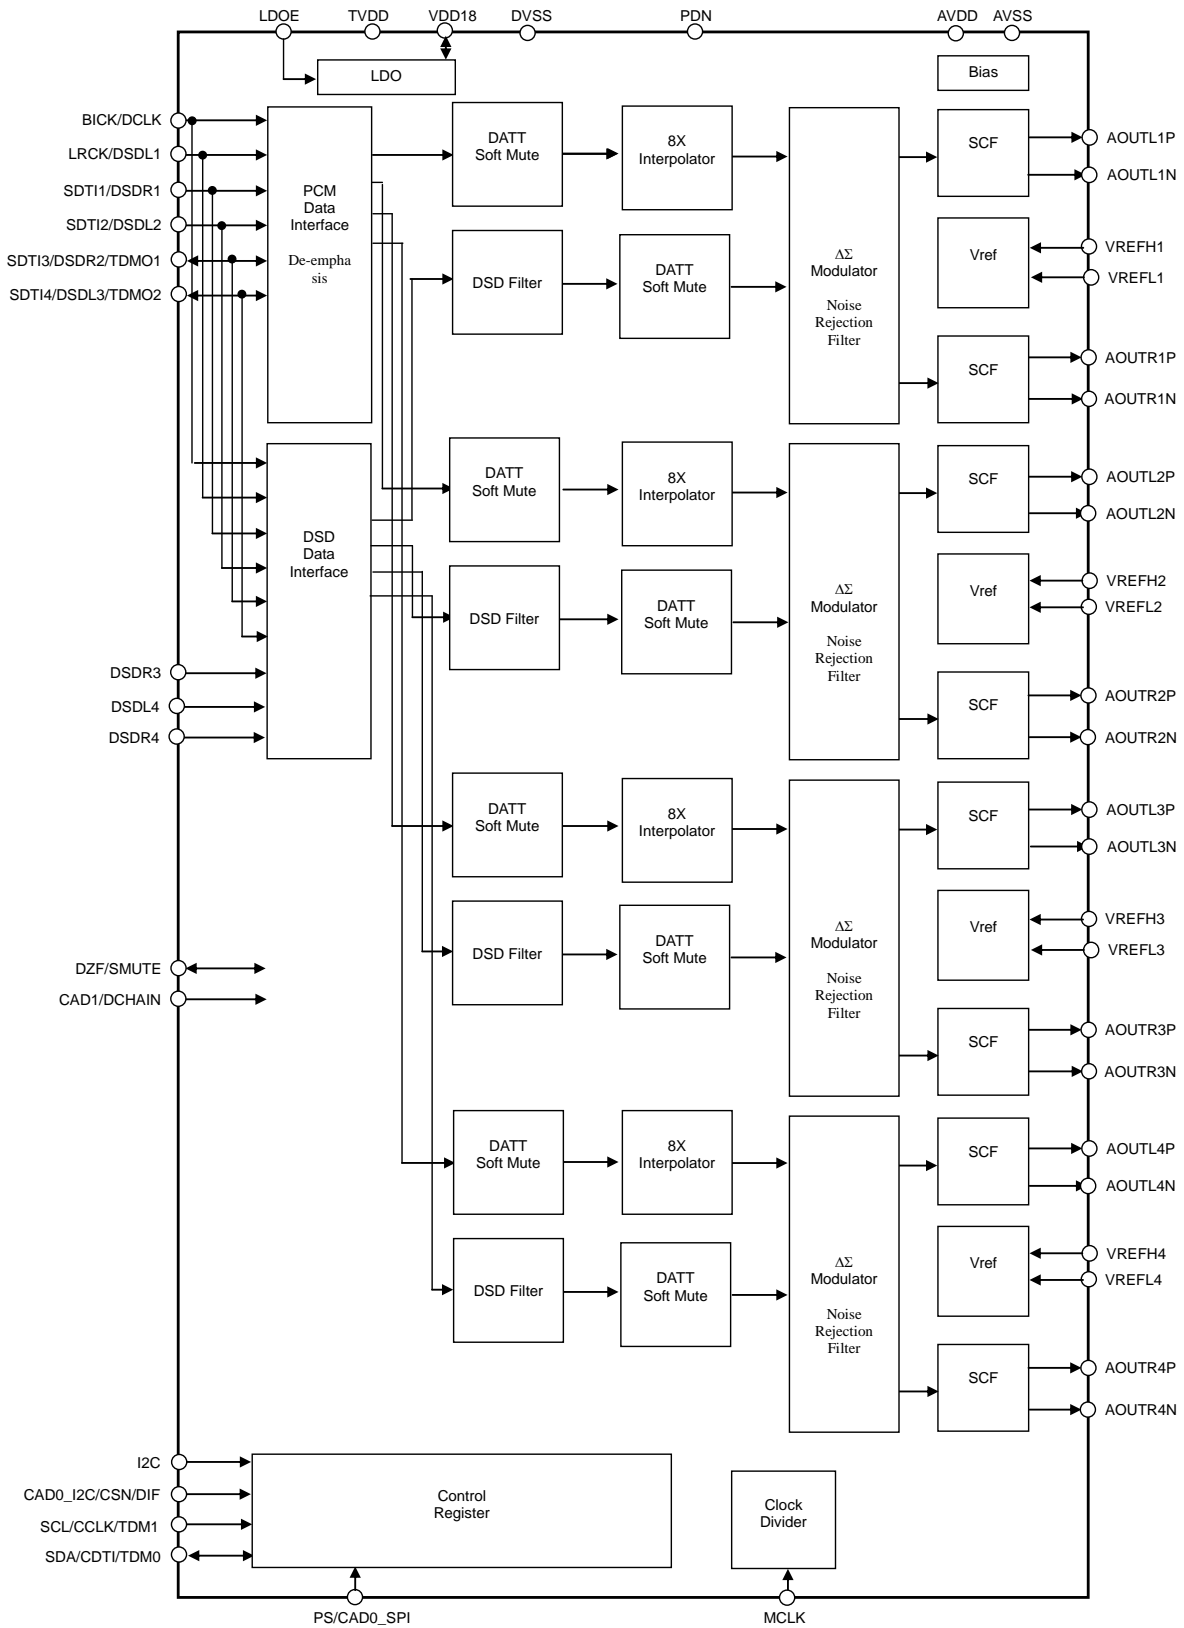 LDOE TVDD VDD18 DVSS PDN AVDD AVSS
LDO
Bias
BICK/DCLK
LRCK/DSDL1
SDTI1/DSDR1
SDTI2/DSDL2
SDTI3/DSDR2/TDMO1
SDTI4/DSDL3/TDMO2
PCM
Data
Interface
De-empha
sis
DATT
Soft Mute
8X
Interpolator
DSD Filter
DATT
Soft Mute
ΔΣ
Modulator
Noise
Rejection
Filter
SCF
Vref
SCF
AOUTL1P
AOUTL1N
VREFH1
VREFL1
AOUTR1P
AOUTR1N
DSD
Data
Interface
DSDR3
DSDL4
DSDR4
DATT
Soft Mute
8X
Interpolator
DSD Filter
DATT
Soft Mute
ΔΣ
Modulator
Noise
Rejection
Filter
SCF
Vref
SCF
AOUTL2P
AOUTL2N
VREFH2
VREFL2
AOUTR2P
AOUTR2N
DZF/SMUTE
CAD1/DCHAIN
DATT
Soft Mute
8X
Interpolator
DSD Filter
DATT
Soft Mute
ΔΣ
Modulator
Noise
Rejection
Filter
SCF
Vref
SCF
AOUTL3P
AOUTL3N
VREFH3
VREFL3
AOUTR3P
AOUTR3N
DATT
Soft Mute
8X
Interpolator
DSD Filter
DATT
Soft Mute
ΔΣ
Modulator
Noise
Rejection
Filter
SCF
Vref
SCF
AOUTL4P
AOUTL4N
VREFH4
VREFL4
AOUTR4P
AOUTR4N
I2C
CAD0_I2C/CSN/DIF
SCL/CCLK/TDM1
SDA/CDTI/TDM0
Control
Register
Clock
Divider
PS/CAD0_SPI
MCLK